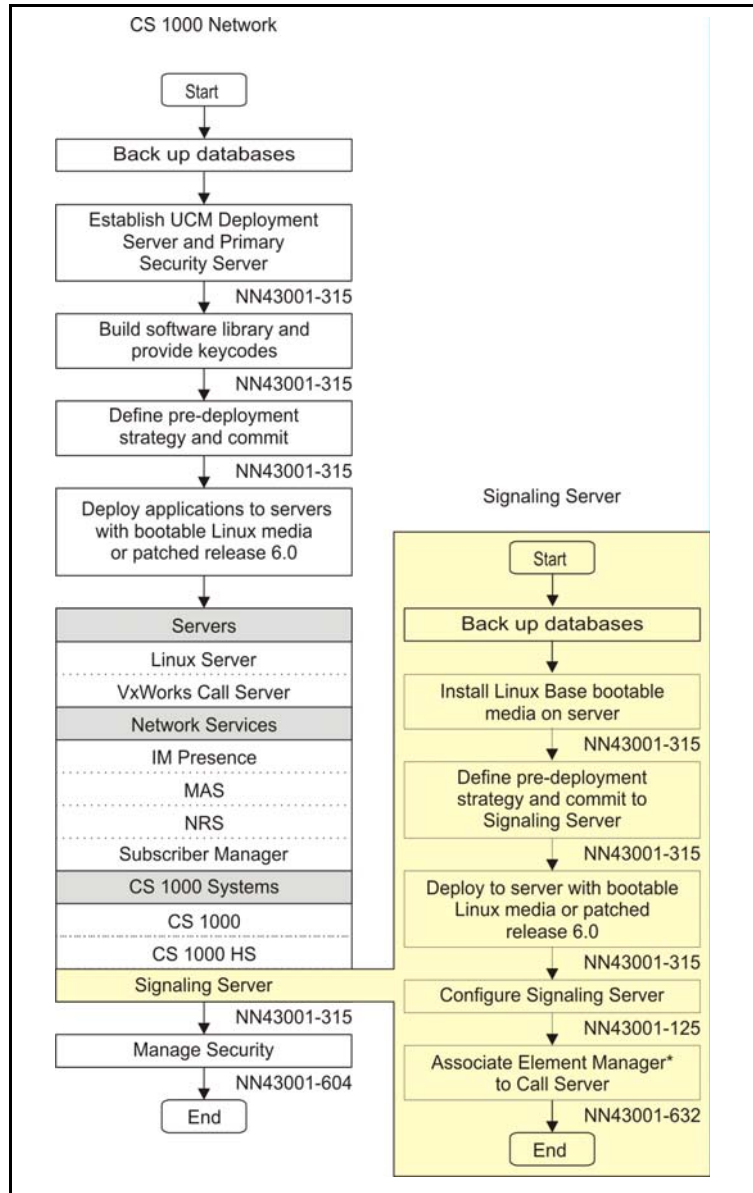 CS 1000 Network
Start
Back up databases
Establish UCM Deployment
Server and Primary
Security Server
NN43001-315
Build software library and
provide keycodes
NN43001-315
Define pre-deployment
strategy and commit
NN43001-315
Deploy applications to servers
with bootable Linux media
or patched release 6.0
Servers
Linux Server
VxWorks Call Server
Network Services
IM Presence
MAS
NRS
Subscriber Manager
CS 1000 Systems
CS 1000
CS 1000 HS
Signaling Server
NN43001-315
Manage Security
NN43001-604
End
Signaling Server
Start
Back up databases
Install Linux Base bootable
media on server
NN43001-315
Define pre-deployment
strategy and commit to
Signaling Server
NN43001-315
Deploy to server with bootable
Linux media or patched
release 6.0
NN43001-315
Configure Signaling Server
NN43001-125
Associate Element Manager*
to Call Server
NN43001-632
End